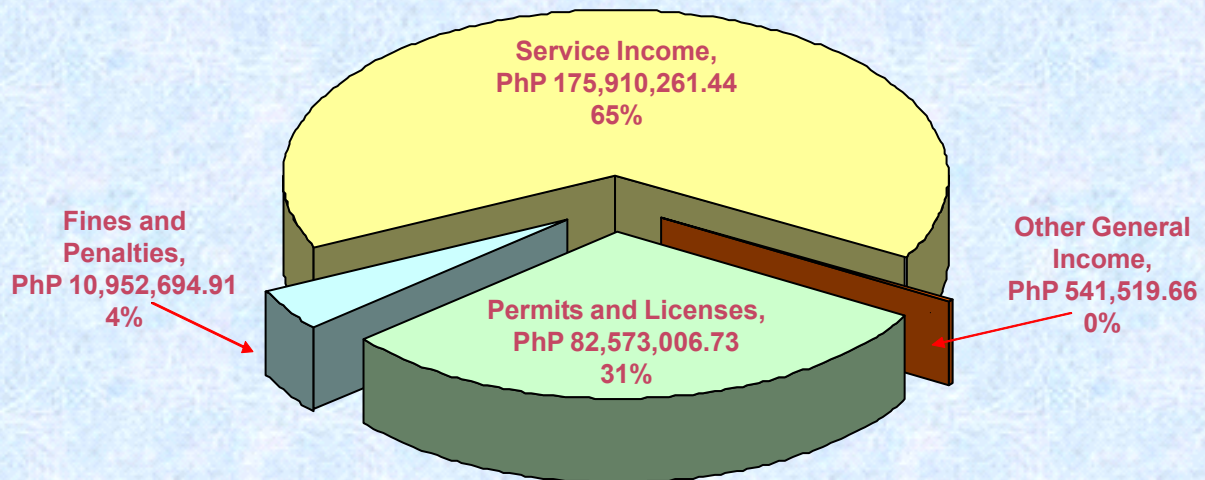 Service Income,
PhP 175,910,261.44
65%
Fines and
Penalties,
PhP 10,952,694.91
4%
Other General
Income,
PhP 541,519.66
0%
Permits and Licenses,
PhP 82,573,006.73
31%